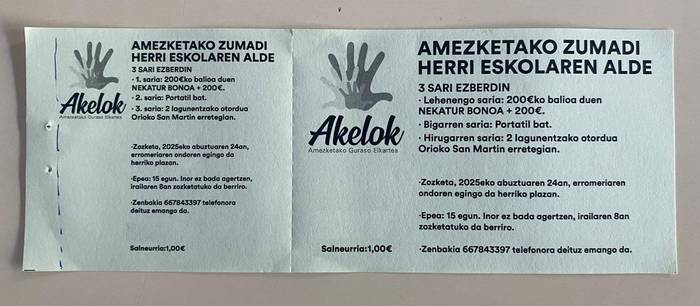 AMEZKETAKO ZUMADI
HERRI ESKOLAREN ALDE
3 SARI EZBERDIN
· 1. saria: 200€ko balioa duen
NEKATUR BONOA + 200€.
· 2. saria: Portatil bat.
· 3. saria: 2 lagunentzako otordua
Orioko San Martin erretegian.
Akelok
Amezketako Guraso Elkartea
·Zozketa, 2025eko abuztuaren 24an,
erromeriaren ondoren egingo da
herriko plazan.
·Epea: 15 egun. Inor ez bada agertzen,
irailaren 8an zozketatuko da berriro.
·Zenbakia 667843397 telefonora
deituz emango da.
Salneurria:1,00€
AMEZKETAKO ZUMADI
HERRI ESKOLAREN ALDE
3 SARI EZBERDIN
· Lehenengo saria: 200€ko balioa duen
NEKATUR BONOA + 200€.
· Bigarren saria: Portatil bat.
· Hirugarren saria: 2 lagunentzako otordua
Orioko San Martin erretegian.
Akelok
Amezketako Guraso Elkartea
·Zozketa, 2025eko abuztuaren 24an, erromeriaren
ondoren egingo da herriko plazan.
·Epea: 15 egun. Inor ez bada agertzen, irailaren 8an
zozketatuko da berriro.
Salneurria:1,00€
·Zenbakia 667843397 telefonora deituz emango da.